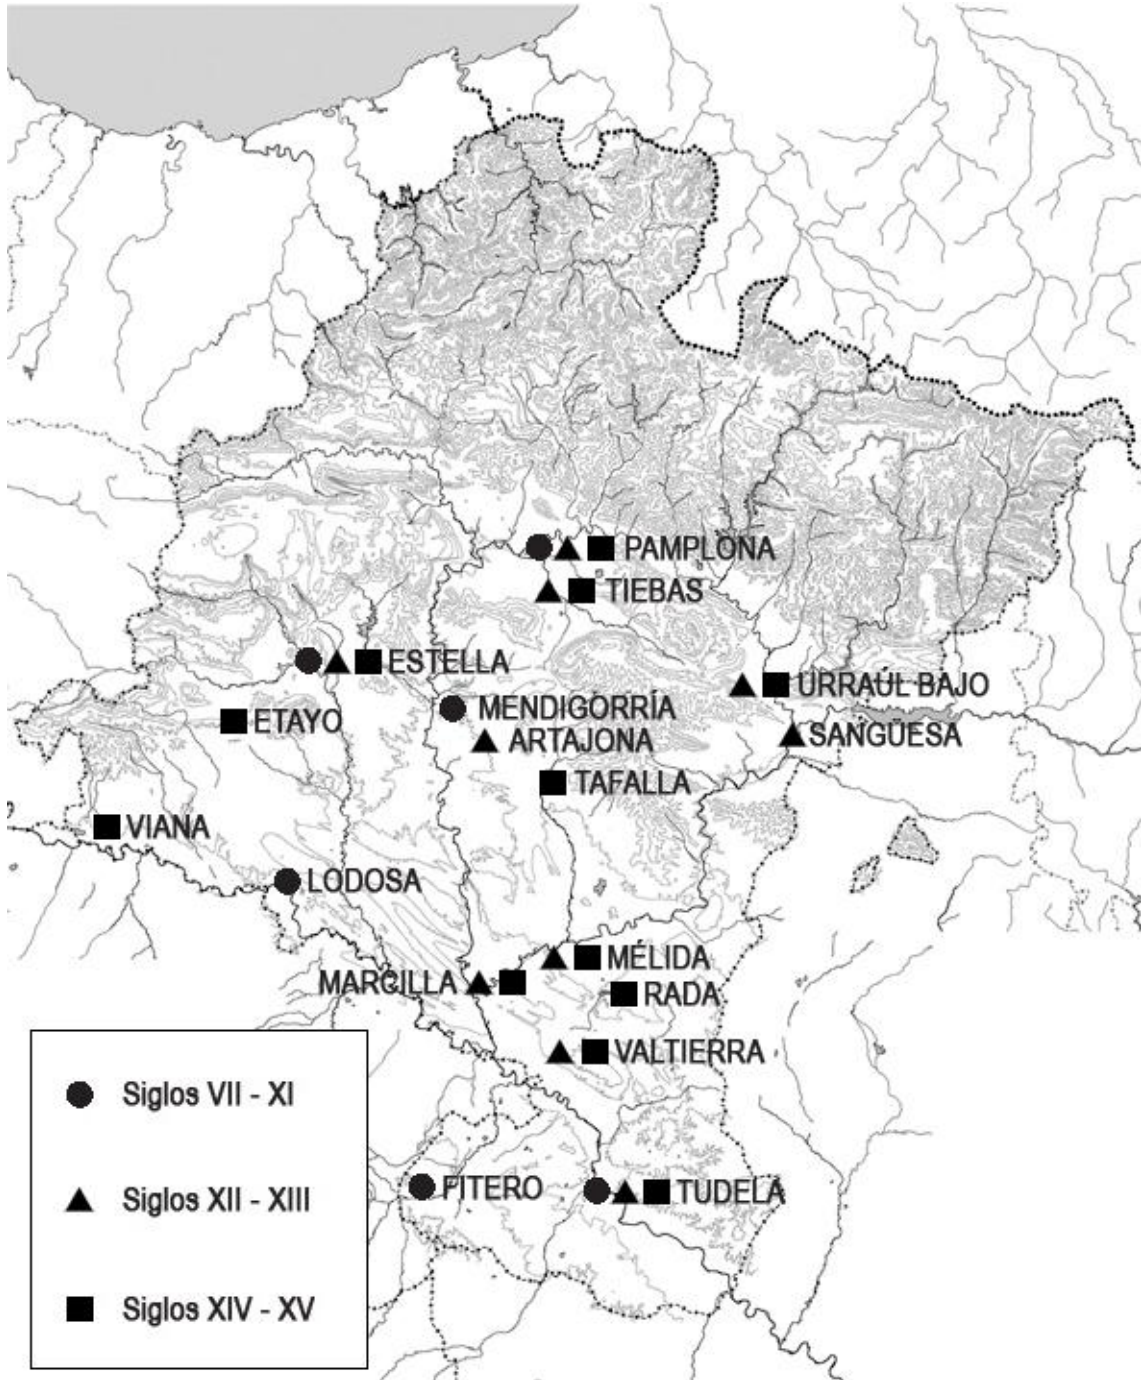 PAMPLONA
TIEBAS
ESTELLA
URRAÚL BAJO
MENDIGORRÍA
ETAYO
SANGÜESA
ARTAJONA
TAFALLA
VIANA
LODOSA
MÉLIDA
MARCILLA
RADA
VALTIERRA
FITERO
TUDELA
Siglos VII - XI
Siglos XII - XIII
Siglos XIV - XV